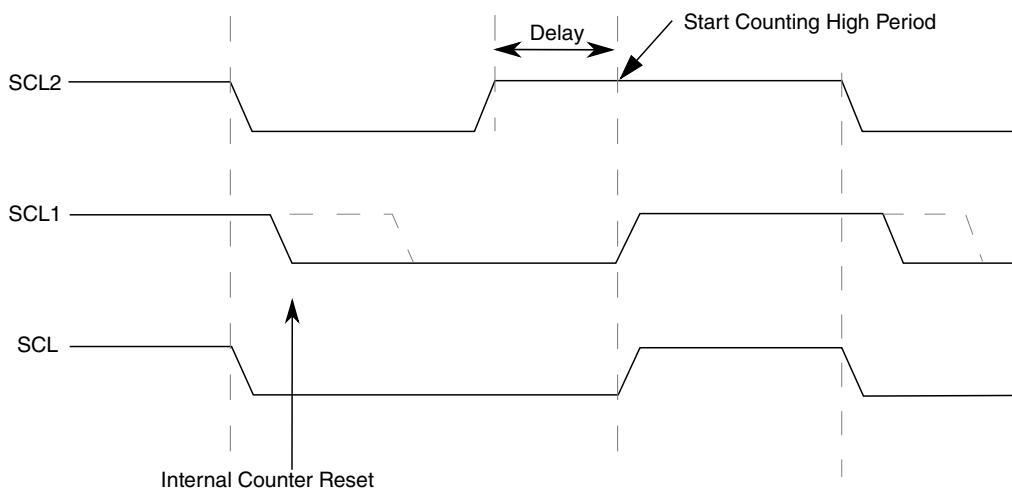 Start Counting High Period
Delay
SCL2
SCL1
SCL
Internal Counter Reset